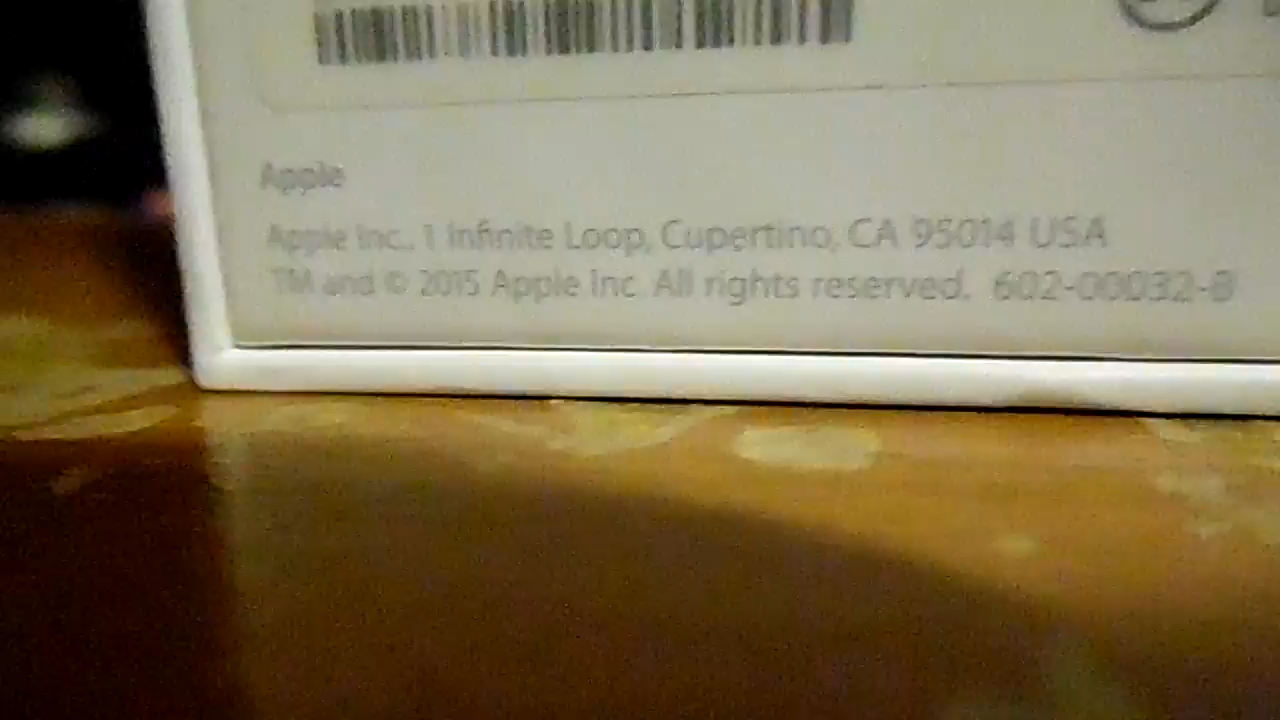 Apple
Apple Inc., 1 Infinite Loop, Cupertino, CA 95014 USA
TM and © 2015 Apple Inc. All rights reserved. 602-00032-B